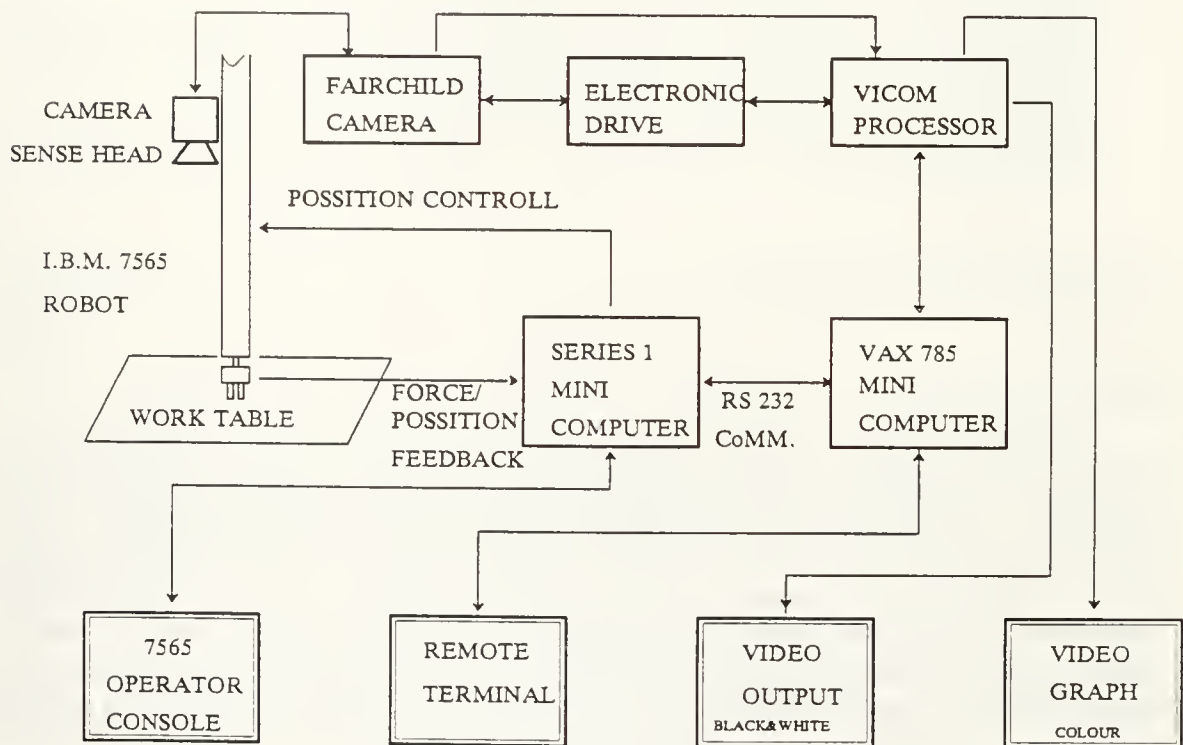 FAIRCHILD
CAMERA
ELECTRONIC
DRIVE
VICOM
PROCESSOR
CAMERA
SENSE HEAD
POSSITION CONTROLL
I.B.M. 7565
ROBOT
SERIES 1
MINI
COMPUTER
VAX 785
MINI
COMPUTER
WORK TABLE
FORCE/
POSSITION
FEEDBACK
RS 232
CoMM.
7565
OPERATOR
CONSOLE
REMOTE
TERMINAL
VIDEO
OUTPUT
BLACK&WHITE
VIDEO
GRAPH
COLOUR